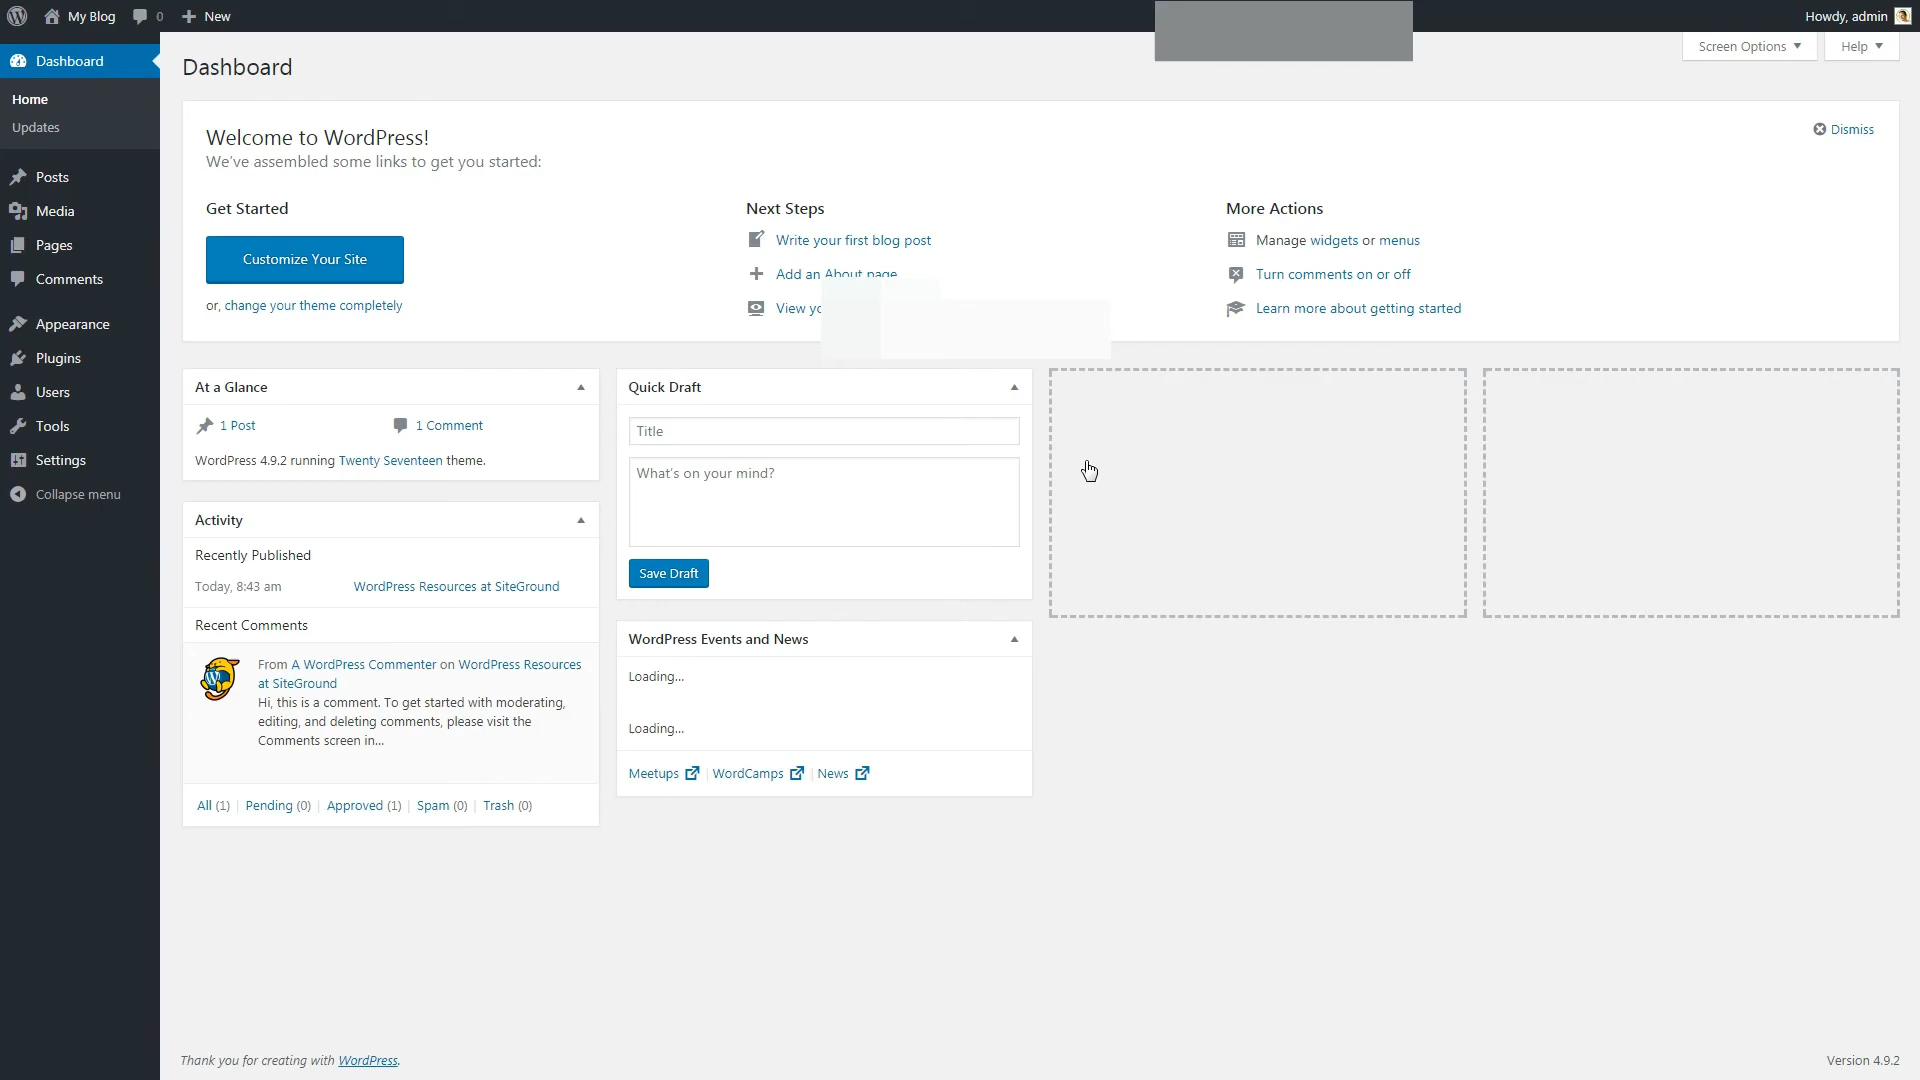 My Blog
0
New
Howdy, admin
Dashboard
Home
Updates
Posts
Media
Pages
Comments
Appearance
Plugins
Users
Tools
Settings
Collapse menu
Screen Options
Help
Dashboard
Welcome to WordPress!
We've assembled some links to get you started:
Dismiss
Get Started
Customize Your Site
or, change your theme completely
Next Steps
Write your first blog post
Add an About page
View
More Actions
Manage widgets or menus
Turn comments on or off
Learn more about getting started
At a Glance
1 Post
1 Comment
WordPress 4.9.2 running Twenty Seventeen theme.
Activity
Recently Published
Today, 8:43 am
WordPress Resources at SiteGround
Recent Comments
From A WordPress Commenter on WordPress Resources
at SiteGround
Hi, this is a comment. To get started with moderating,
editing, and deleting comments, please visit the
Comments screen in...
All (1) | Pending (0) | Approved (1) | Spam (0) | Trash (0)
Quick Draft
Title
What's on your mind?
Save Draft
WordPress Events and News
Loading...
Loading...
Meetups | WordCamps | News
Thank you for creating with WordPress.
Version 4.9.2